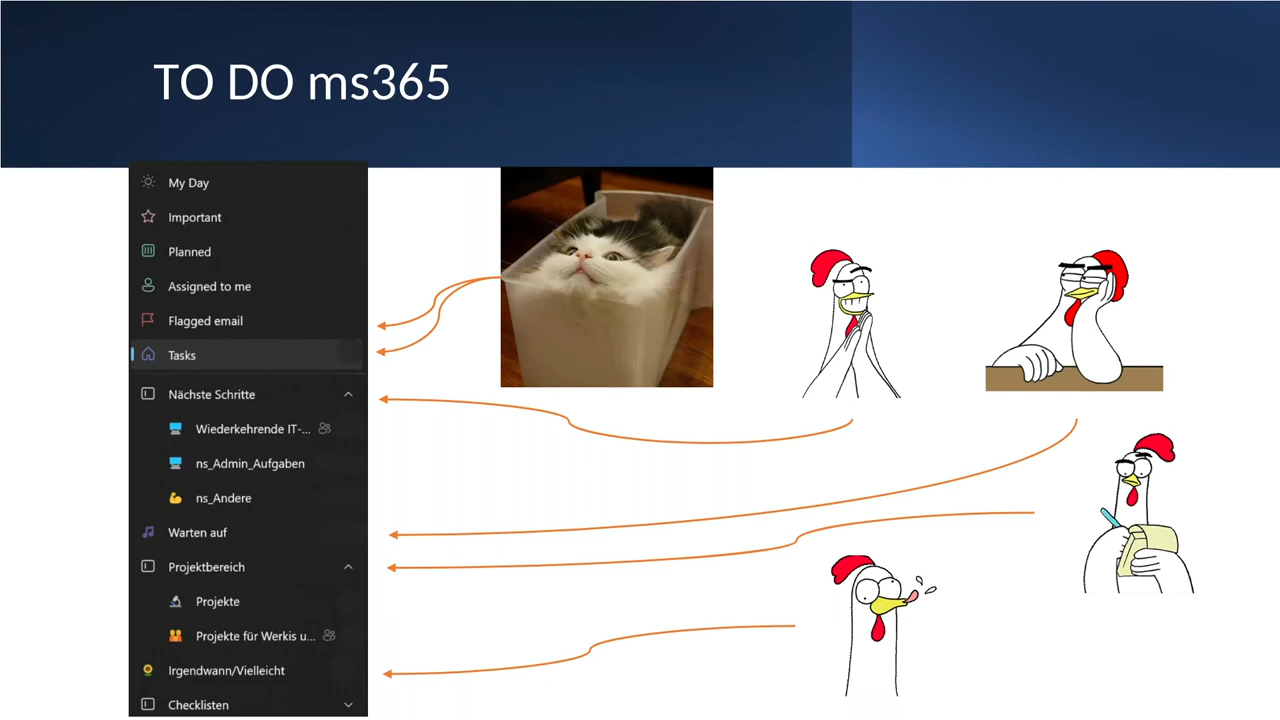 TO DO ms365
My Day
Important
Planned
Assigned to me
Flagged email
Tasks
Nächste Schritte
Wiederkehrende IT-...
ns_Admin_Aufgaben
ns_Andere
Warten auf
Projektbereich
Projekte
Projekte für Werkis u...
Irgendwann/Vielleicht
Checklisten